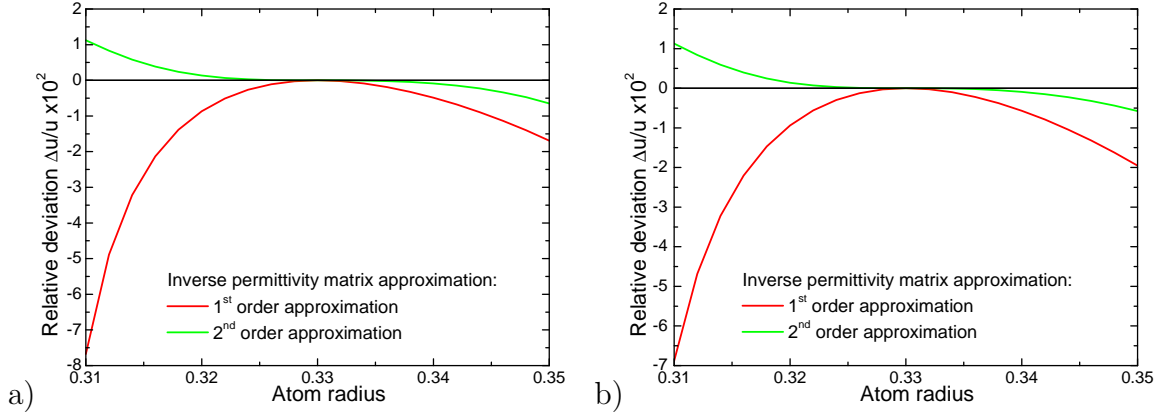 Relative deviation Δu/u x10²
2
1
0
-1
-2
-3
-4
-5
-6
-7
-8
0.31
0.32
0.33
0.34
0.35
Atom radius
Inverse permittivity matrix approximation:
1st order approximation
2nd order approximation
a)
Relative deviation Δu/u x10²
2
1
0
-1
-2
-3
-4
-5
-6
-7
0.31
0.32
0.33
0.34
0.35
Atom radius
Inverse permittivity matrix approximation:
1st order approximation
2nd order approximation
b)